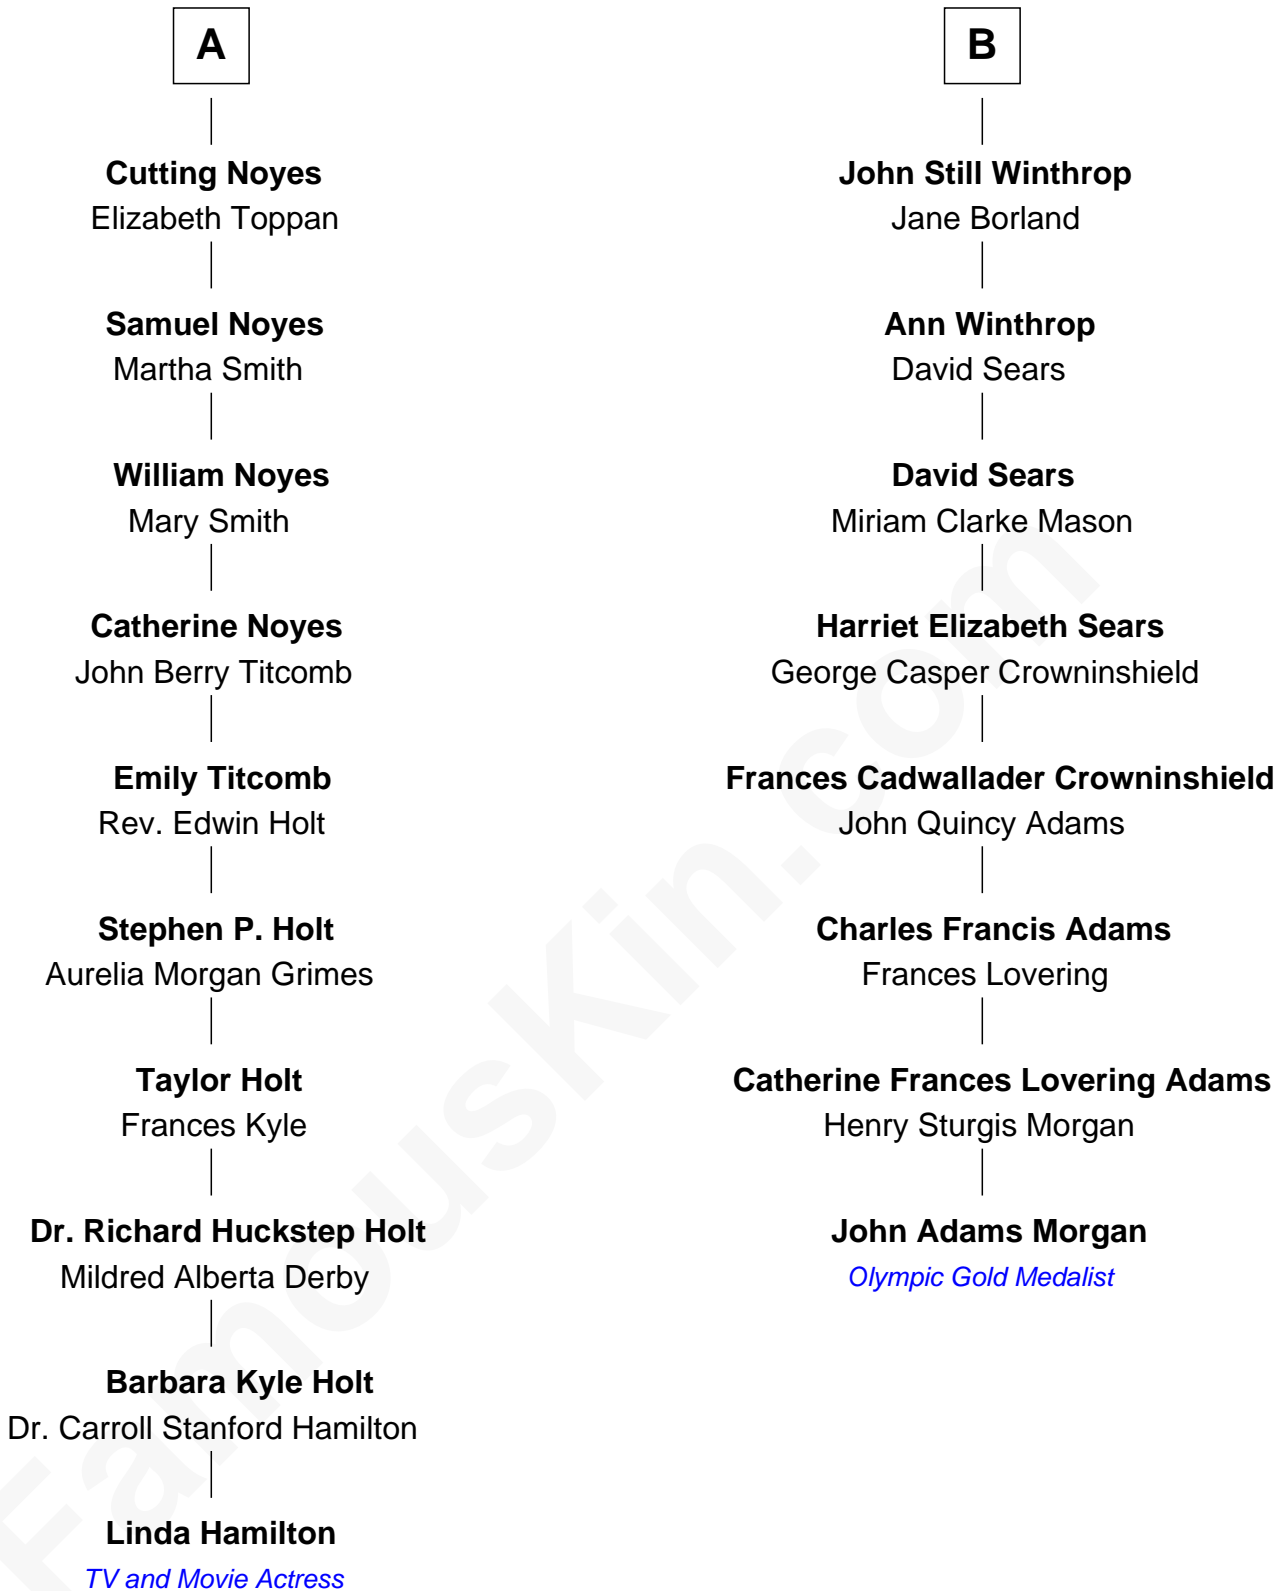 A
Cutting Noyes
Elizabeth Toppan
Samuel Noyes
Martha Smith
William Noyes
Mary Smith
Catherine Noyes
John Berry Titcomb
Emily Titcomb
Rev. Edwin Holt
Stephen P. Holt
Aurelia Morgan Grimes
Taylor Holt
Frances Kyle
Dr. Richard Huckstep Holt
Mildred Alberta Derby
Barbara Kyle Holt
Dr. Carroll Stanford Hamilton
Linda Hamilton
TV and Movie Actress
B
John Still Winthrop
Jane Borland
Ann Winthrop
David Sears
David Sears
Miriam Clarke Mason
Harriet Elizabeth Sears
George Casper Crowninshield
Frances Cadwallader Crowninshield
John Quincy Adams
Charles Francis Adams
Frances Lovering
Catherine Frances Lovering Adams
Henry Sturgis Morgan
John Adams Morgan
Olympic Gold Medalist
FamousKin.com